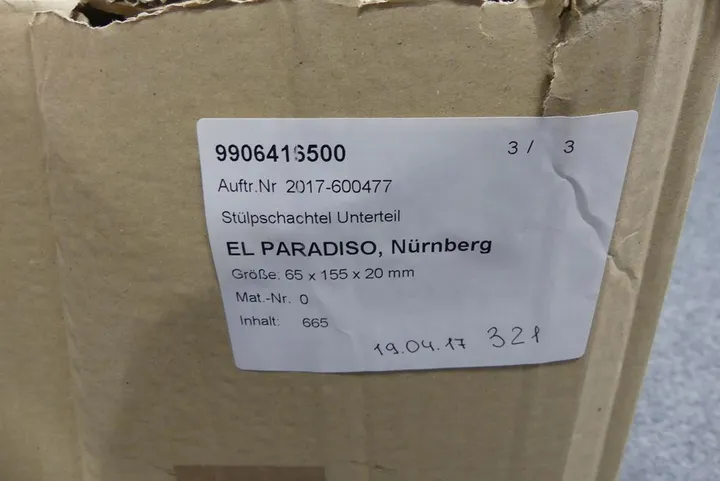 9906416500 3 / 3
Auftr.Nr 2017-600477
Stülpschachtel Unterteil
EL PARADISO, Nürnberg
Größe: 65 x 155 x 20 mm
Mat.-Nr. 0
Inhalt: 665
19.04.17 321